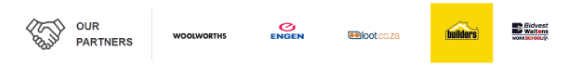 OUR
PARTNERS
WOOLWORTHS
ENGEN
loot.co.za
builders
Bidvest
Waltons